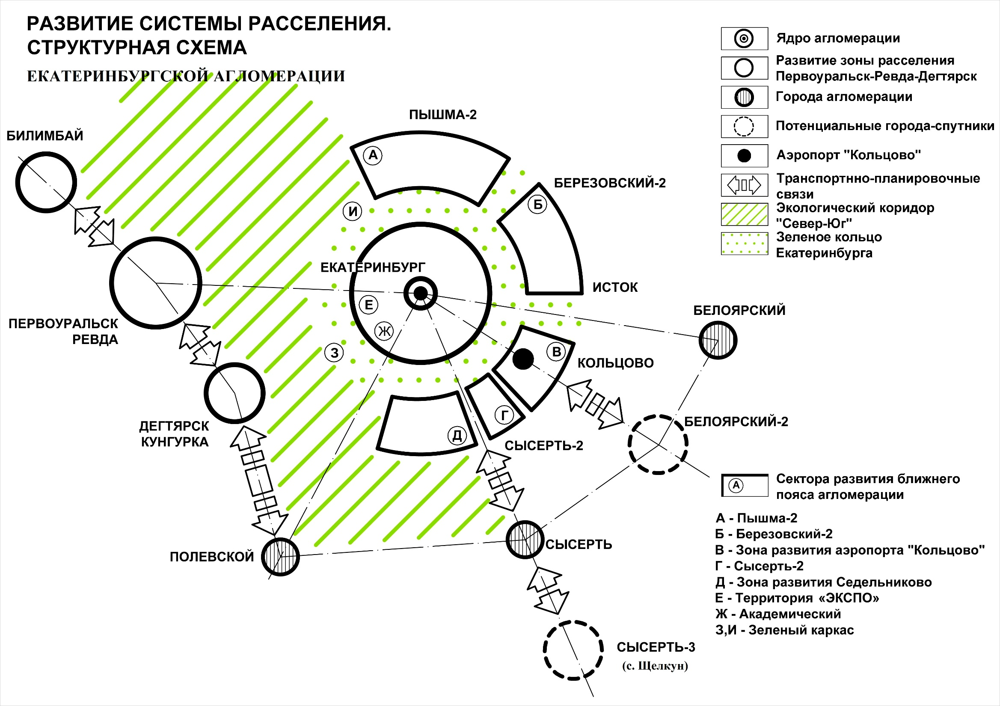 РАЗВИТИЕ СИСТЕМЫ РАССЕЛЕНИЯ.
СТРУКТУРНАЯ СХЕМА
ЕКАТЕРИНБУРГСКОЙ АГЛОМЕРАЦИИ
Ядро агломерации
Развитие зоны расселения
Первоуральск-Ревда-Дегтярск
Города агломерации
Потенциальные города-спутники
Аэропорт "Кольцово"
Транспортнно-планировочные
связи
Экологический коридор
"Север-Юг"
Зеленое кольцо
Екатеринбурга
ПЫШМА-2
БИЛИМБАЙ
А
БЕРЕЗОВСКИЙ-2
Б
И
ЕКАТЕРИНБУРГ
ИСТОК
Е
БЕЛОЯРСКИЙ
ПЕРВОУРАЛЬСК
РЕВДА
Ж
З
В
КОЛЬЦОВО
ДЕГТЯРСК
КУНГУРКА
Г
БЕЛОЯРСКИЙ-2
Д
СЫСЕРТЬ-2
ПОЛЕВСКОЙ
СЫСЕРТЬ
СЫСЕРТЬ-3
(с. Щелкун)
А
Сектора развития ближнего
пояса агломерации
А - Пышма-2
Б - Березовский-2
В - Зона развития аэропорта "Кольцово"
Г - Сысерть-2
Д - Зона развития Седельниково
Е - Территория «ЭКСПО»
Ж - Академический
З,И - Зеленый каркас